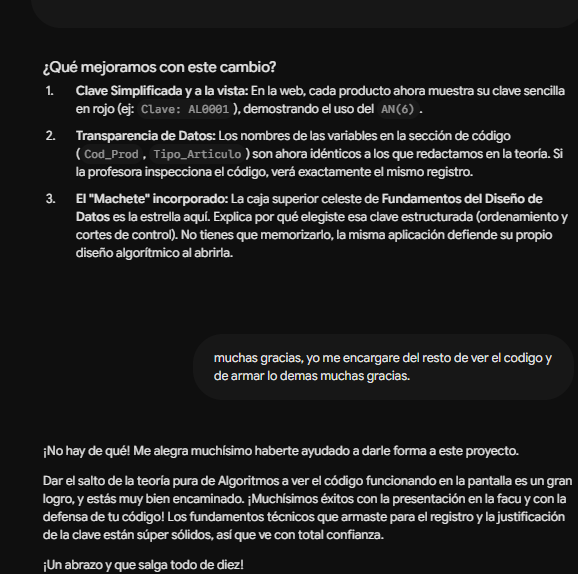 ¿Qué mejoramos con este cambio?
1. Clave Simplificada y a la vista: En la web, cada producto ahora muestra su clave sencilla
en rojo (ej: Clave: AL0001 ), demostrando el uso del AN(6) .
2. Transparencia de Datos: Los nombres de las variables en la sección de código
( Cod_Prod , Tipo_Articulo ) son ahora idénticos a los que redactamos en la teoría. Si
la profesora inspecciona el código, verá exactamente el mismo registro.
3. El "Machete" incorporado: La caja superior celeste de Fundamentos del Diseño de
Datos es la estrella aquí. Explica por qué elegiste esa clave estructurada (ordenamiento y
cortes de control). No tienes que memorizarlo, la misma aplicación defiende su propio
diseño algorítmico al abrirla.
muchas gracias, yo me encargare del resto de ver el codigo y
de armar lo demas muchas gracias.
¡No hay de qué! Me alegra muchísimo haberte ayudado a darle forma a este proyecto.
Dar el salto de la teoría pura de Algoritmos a ver el código funcionando en la pantalla es un gran
logro, y estás muy bien encaminado. ¡Muchísimos éxitos con la presentación en la facu y con la
defensa de tu código! Los fundamentos técnicos que armaste para el registro y la justificación
de la clave están súper sólidos, así que ve con total confianza.
¡Un abrazo y que salga todo de diez!